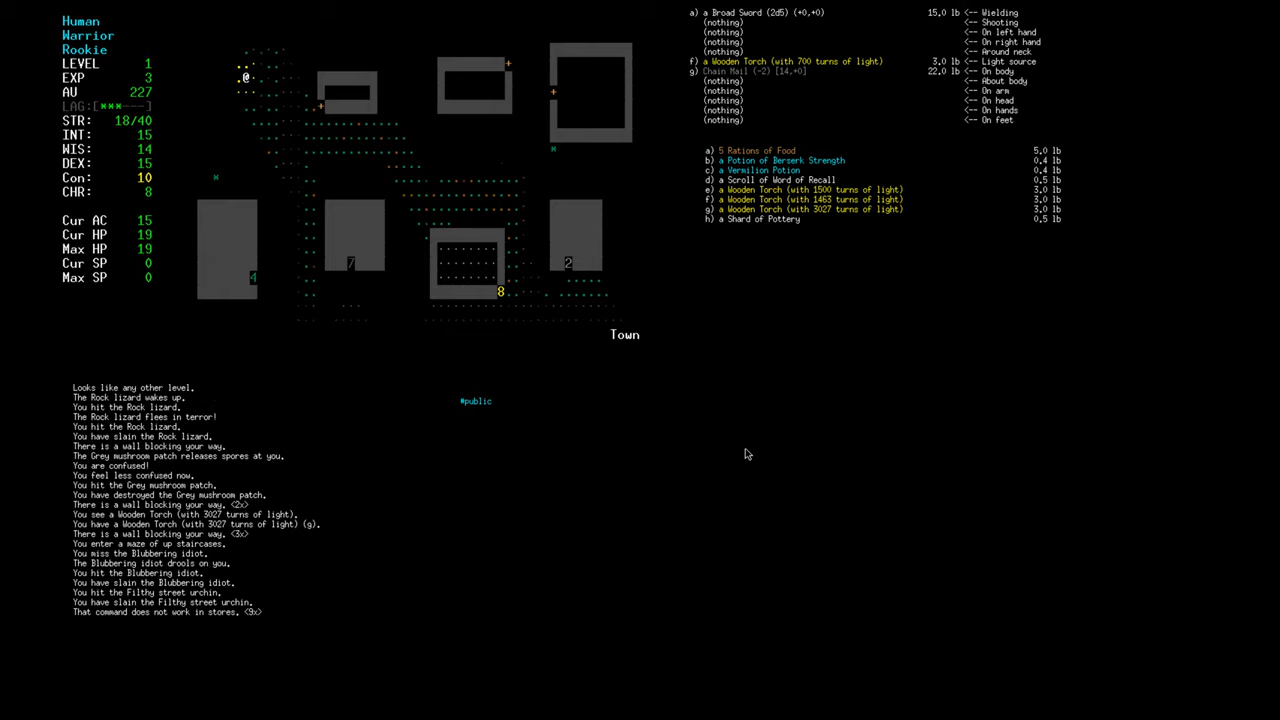 Human
Warrior
Rookie
LEVEL 1
EXP 3
AU 227
LAG:[***---]
STR: 18/40
INT: 15
WIS: 14
DEX: 15
Con: 10
CHR: 8
Cur AC 15
Cur HP 19
Max HP 19
Cur SP 0
Max SP 0
@
4
7
8
2
Town
a) a Broad Sword (2d5) (+0,+0) 15.0 lb <-- Wielding
(nothing) <-- Shooting
(nothing) <-- On left hand
(nothing) <-- On right hand
(nothing) <-- Around neck
f) a Wooden Torch (with 700 turns of light) 3.0 lb <-- Light source
g) Chain Mail (-2) [14,+0] 22.0 lb <-- On body
(nothing) <-- About body
(nothing) <-- On arm
(nothing) <-- On head
(nothing) <-- On hands
(nothing) <-- On feet
a) 5 Rations of Food 5.0 lb
b) a Potion of Berserk Strength 0.4 lb
c) a Vermilion Potion 0.4 lb
d) a Scroll of Word of Recall 0.5 lb
e) a Wooden Torch (with 1500 turns of light) 3.0 lb
f) a Wooden Torch (with 1463 turns of light) 3.0 lb
g) a Wooden Torch (with 3027 turns of light) 3.0 lb
h) a Shard of Pottery 0.5 lb
Looks like any other level.
The Rock lizard wakes up.
You hit the Rock lizard.
The Rock lizard flees in terror!
You hit the Rock lizard.
You have slain the Rock lizard.
There is a wall blocking your way.
The Grey mushroom patch releases spores at you.
You are confused!
You feel less confused now.
You hit the Grey mushroom patch.
You have destroyed the Grey mushroom patch.
There is a wall blocking your way. <2x>
You see a Wooden Torch (with 3027 turns of light).
You have a Wooden Torch (with 3027 turns of light) (g).
There is a wall blocking your way. <3x>
You enter a maze of up staircases.
You miss the Blubbering idiot.
The Blubbering idiot drools on you.
You hit the Blubbering idiot.
You have slain the Blubbering idiot.
You hit the Filthy street urchin.
You have slain the Filthy street urchin.
That command does not work in stores. <9x>
#public